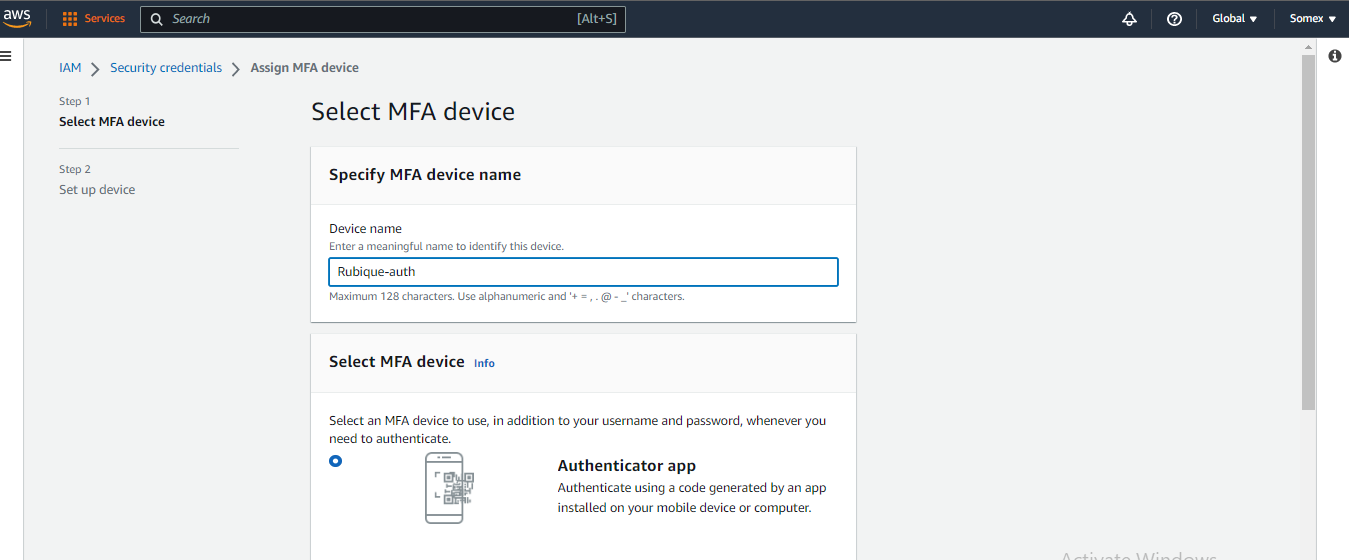 aws
Services
Search
[Alt+S]
Global
Somex
IAM
Security credentials
Assign MFA device
Step 1
Select MFA device
Step 2
Set up device
Select MFA device
Specify MFA device name
Device name
Enter a meaningful name to identify this device.
Rubique-auth
Maximum 128 characters. Use alphanumeric and '+ = , . @ - _' characters.
Select MFA device Info
Select an MFA device to use, in addition to your username and password, whenever you
need to authenticate.
Authenticator app
Authenticate using a code generated by an app
installed on your mobile device or computer.
Activate Windows